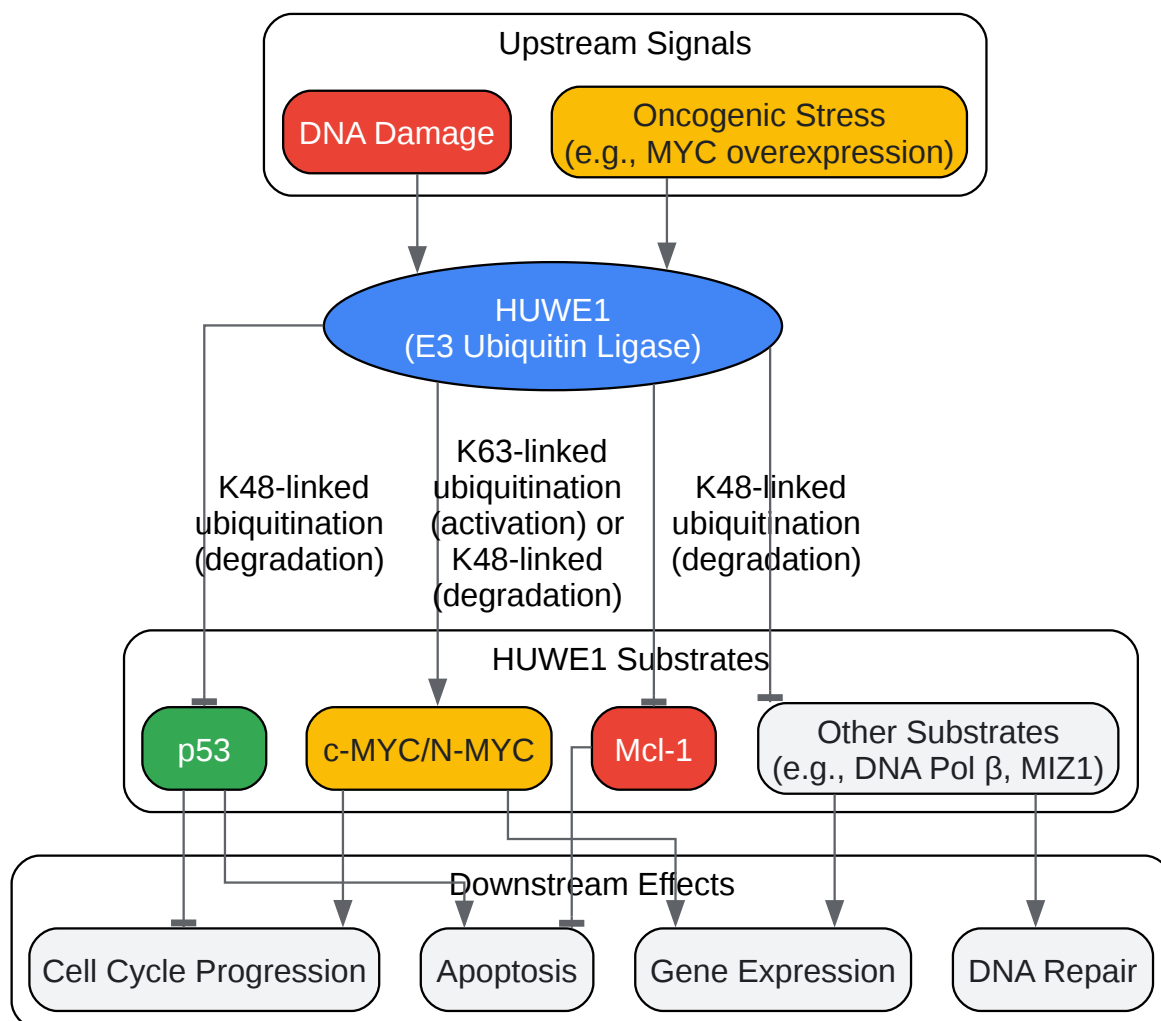 Upstream Signals
DNA Damage
Oncogenic Stress
(e.g., MYC overexpression)
HUWE1
(E3 Ubiquitin Ligase)
K48-linked
ubiquitination
(degradation)
K63-linked
ubiquitination
(activation) or
K48-linked
(degradation)
K48-linked
ubiquitination
(degradation)
HUWE1 Substrates
p53
c-MYC/N-MYC
Mcl-1
Other Substrates
(e.g., DNA Pol β, MIZ1)
Downstream Effects
Cell Cycle Progression
Apoptosis
Gene Expression
DNA Repair